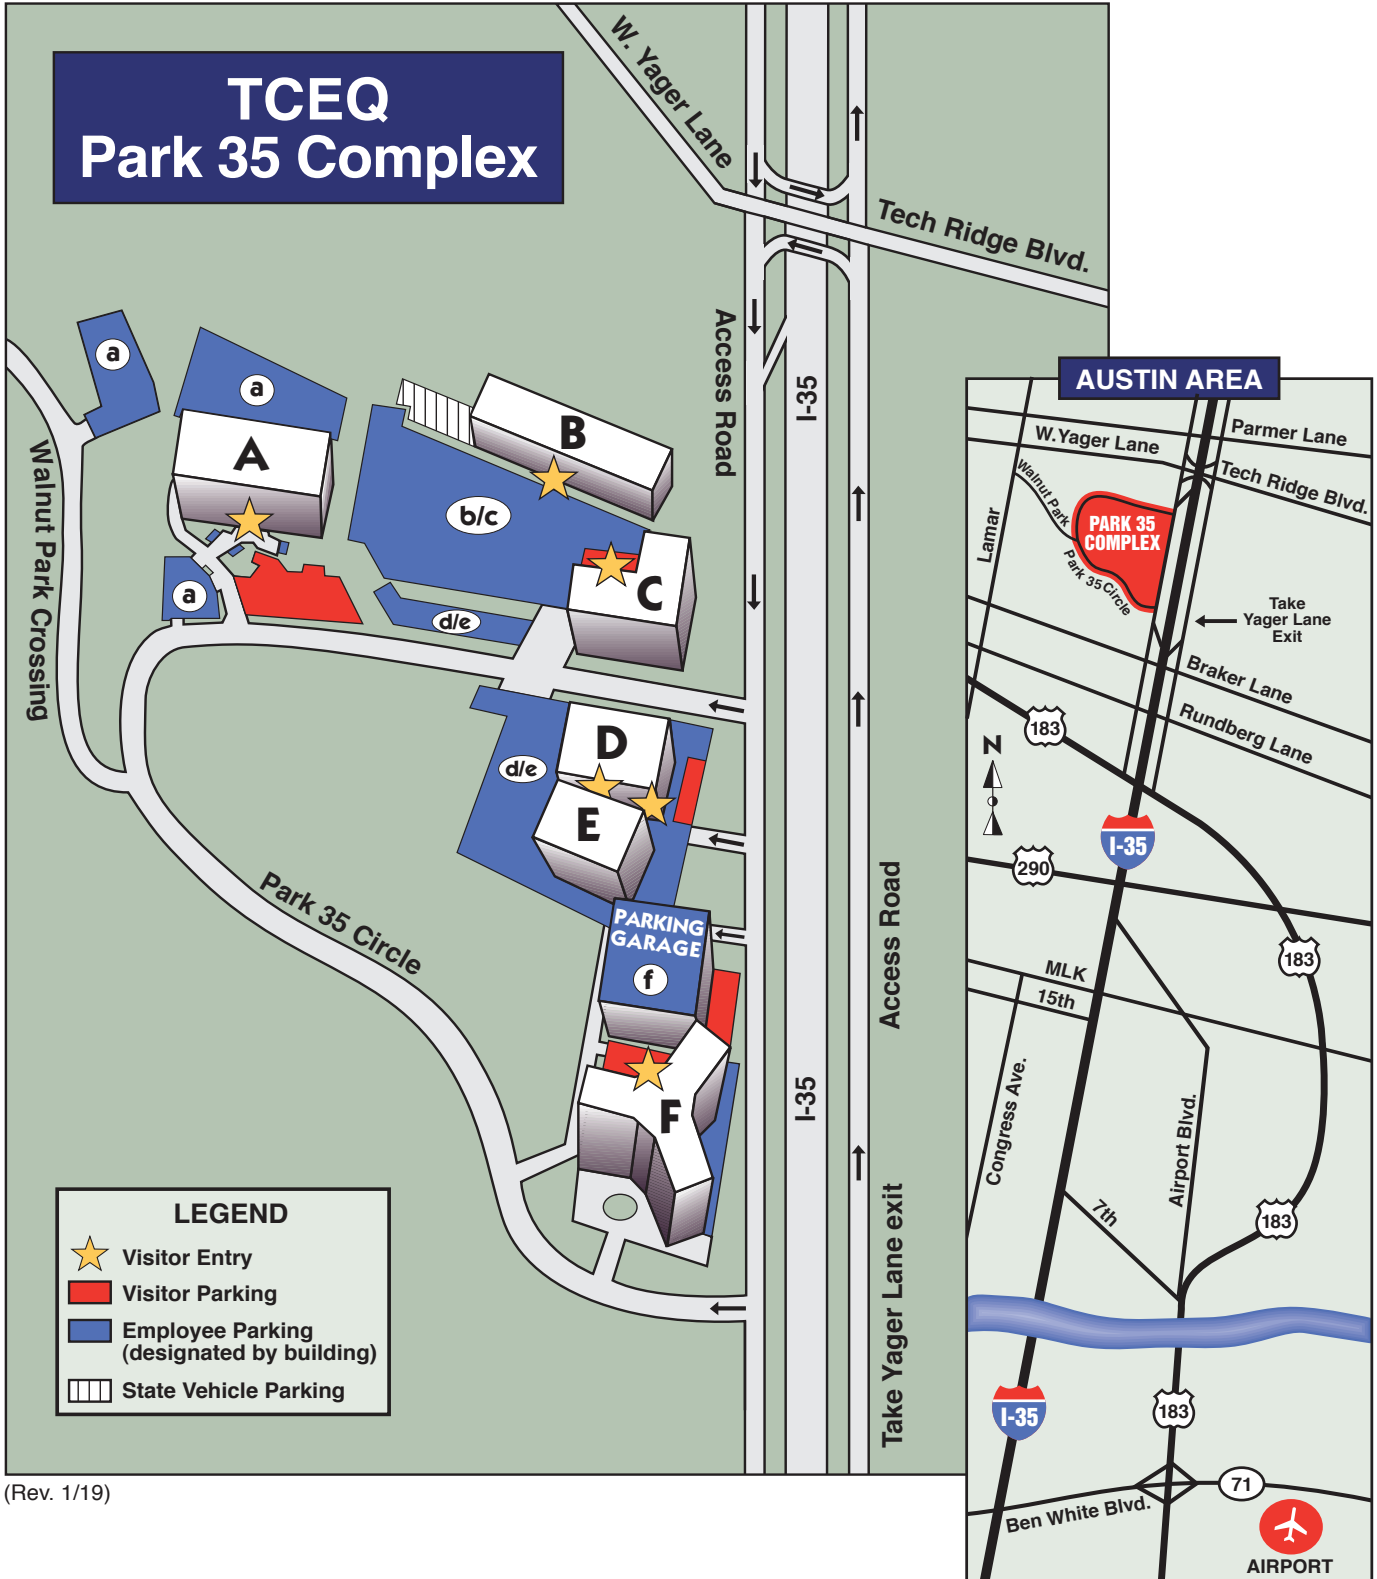 TCEQ
Park 35 Complex
W. Yager Lane
Tech Ridge Blvd.
Access Road
I-35
a
a
A
B
b/c
C
a
d/e
Walnut Park Crossing
D
d/e
E
Park 35 Circle
PARKING
GARAGE
f
F
Access Road
I-35
Take Yager Lane exit
LEGEND
Visitor Entry
Visitor Parking
Employee Parking
(designated by building)
State Vehicle Parking
(Rev. 1/19)
AUSTIN AREA
Parmer Lane
W.Yager Lane
Tech Ridge Blvd.
Walnut Park
Lamar
PARK 35
COMPLEX
Park 35 Circle
Take
Yager Lane
Exit
Braker Lane
Rundberg Lane
183
N
I-35
290
183
MLK
15th
Congress Ave.
Airport Blvd.
7th
183
I-35
183
71
Ben White Blvd.
AIRPORT